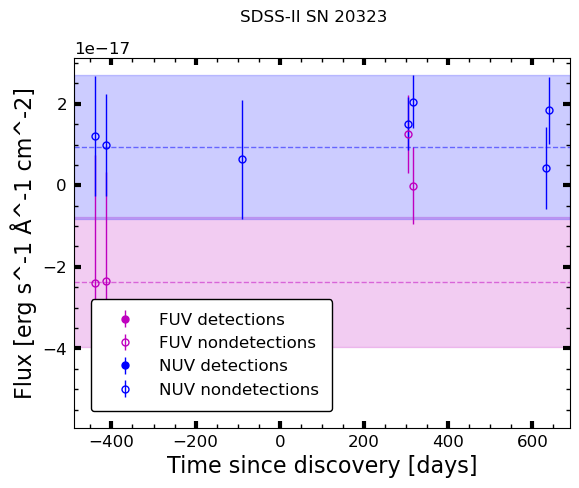 SDSS-II SN 20323
1e−17
Flux [erg s^-1 Å^-1 cm^-2]
2
0
−2
−4
FUV detections
FUV nondetections
NUV detections
NUV nondetections
−400 −200 0 200 400 600
Time since discovery [days]